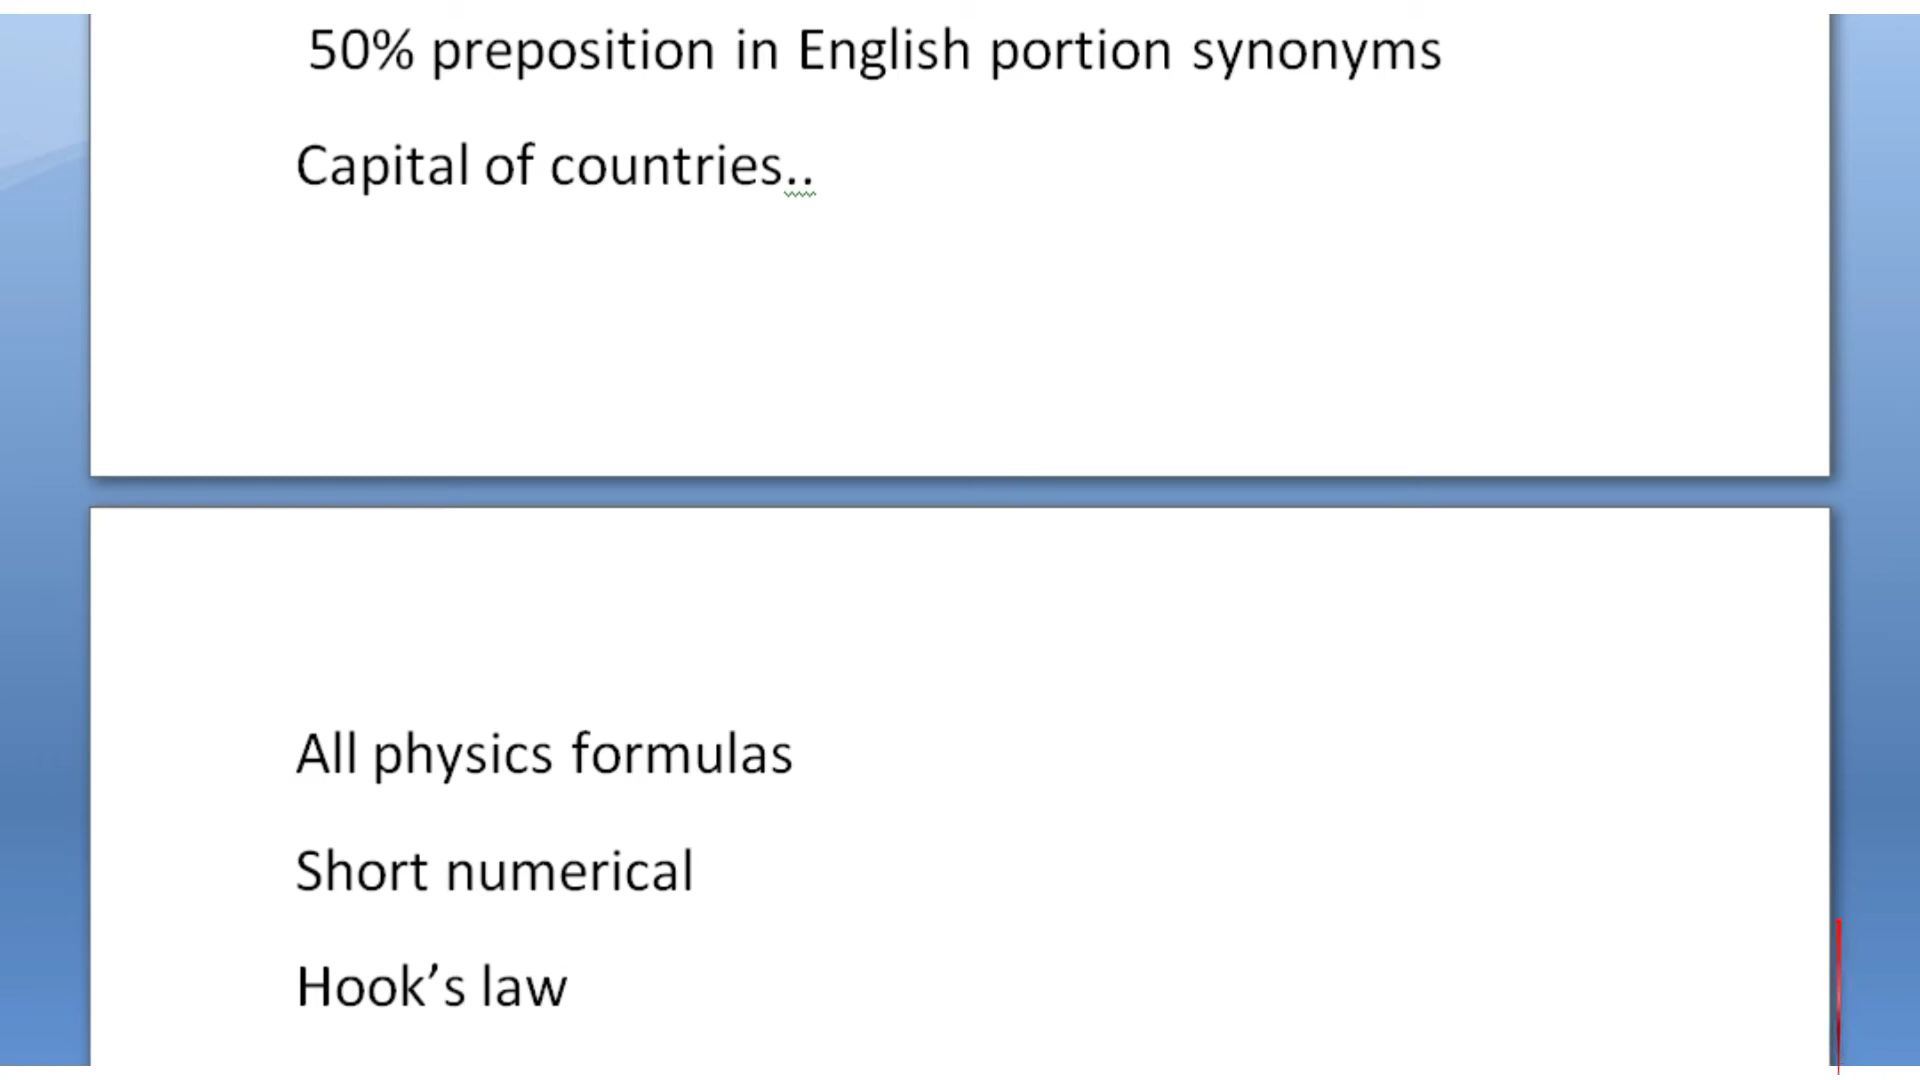 50% preposition in English portion synonyms
Capital of countries..
All physics formulas
Short numerical
Hook’s law